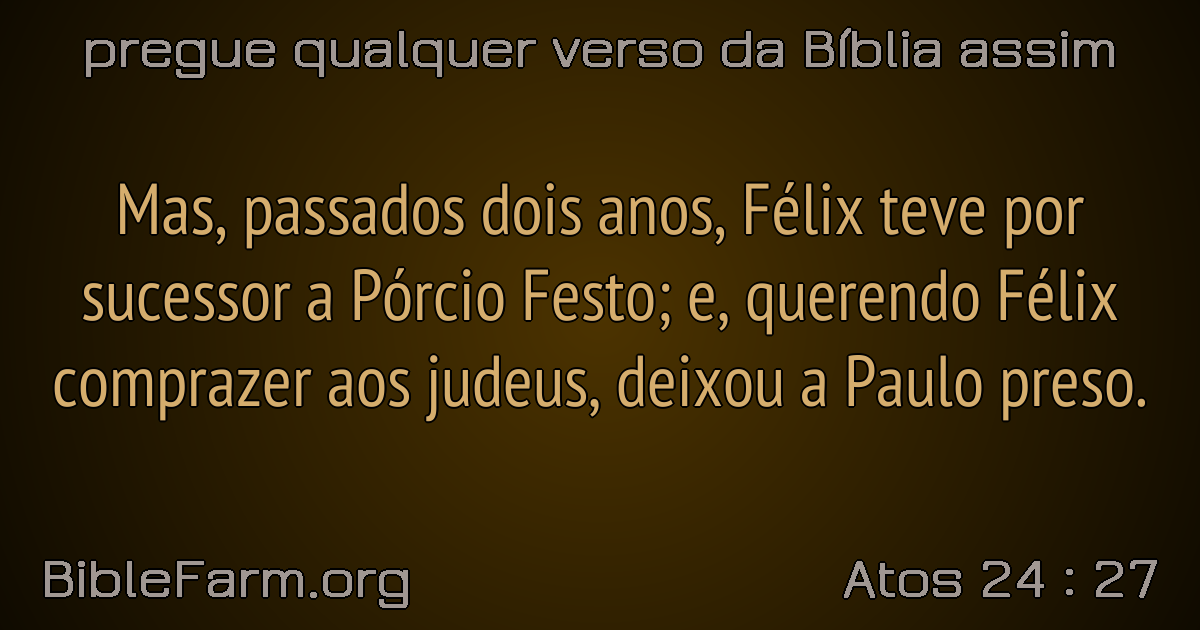 pregue qualquer verso da Bíblia assim
Mas, passados dois anos, Félix teve por
sucessor a Pórcio Festo; e, querendo Félix
comprazer aos judeus, deixou a Paulo preso.
BibleFarm.org
Atos 24 : 27